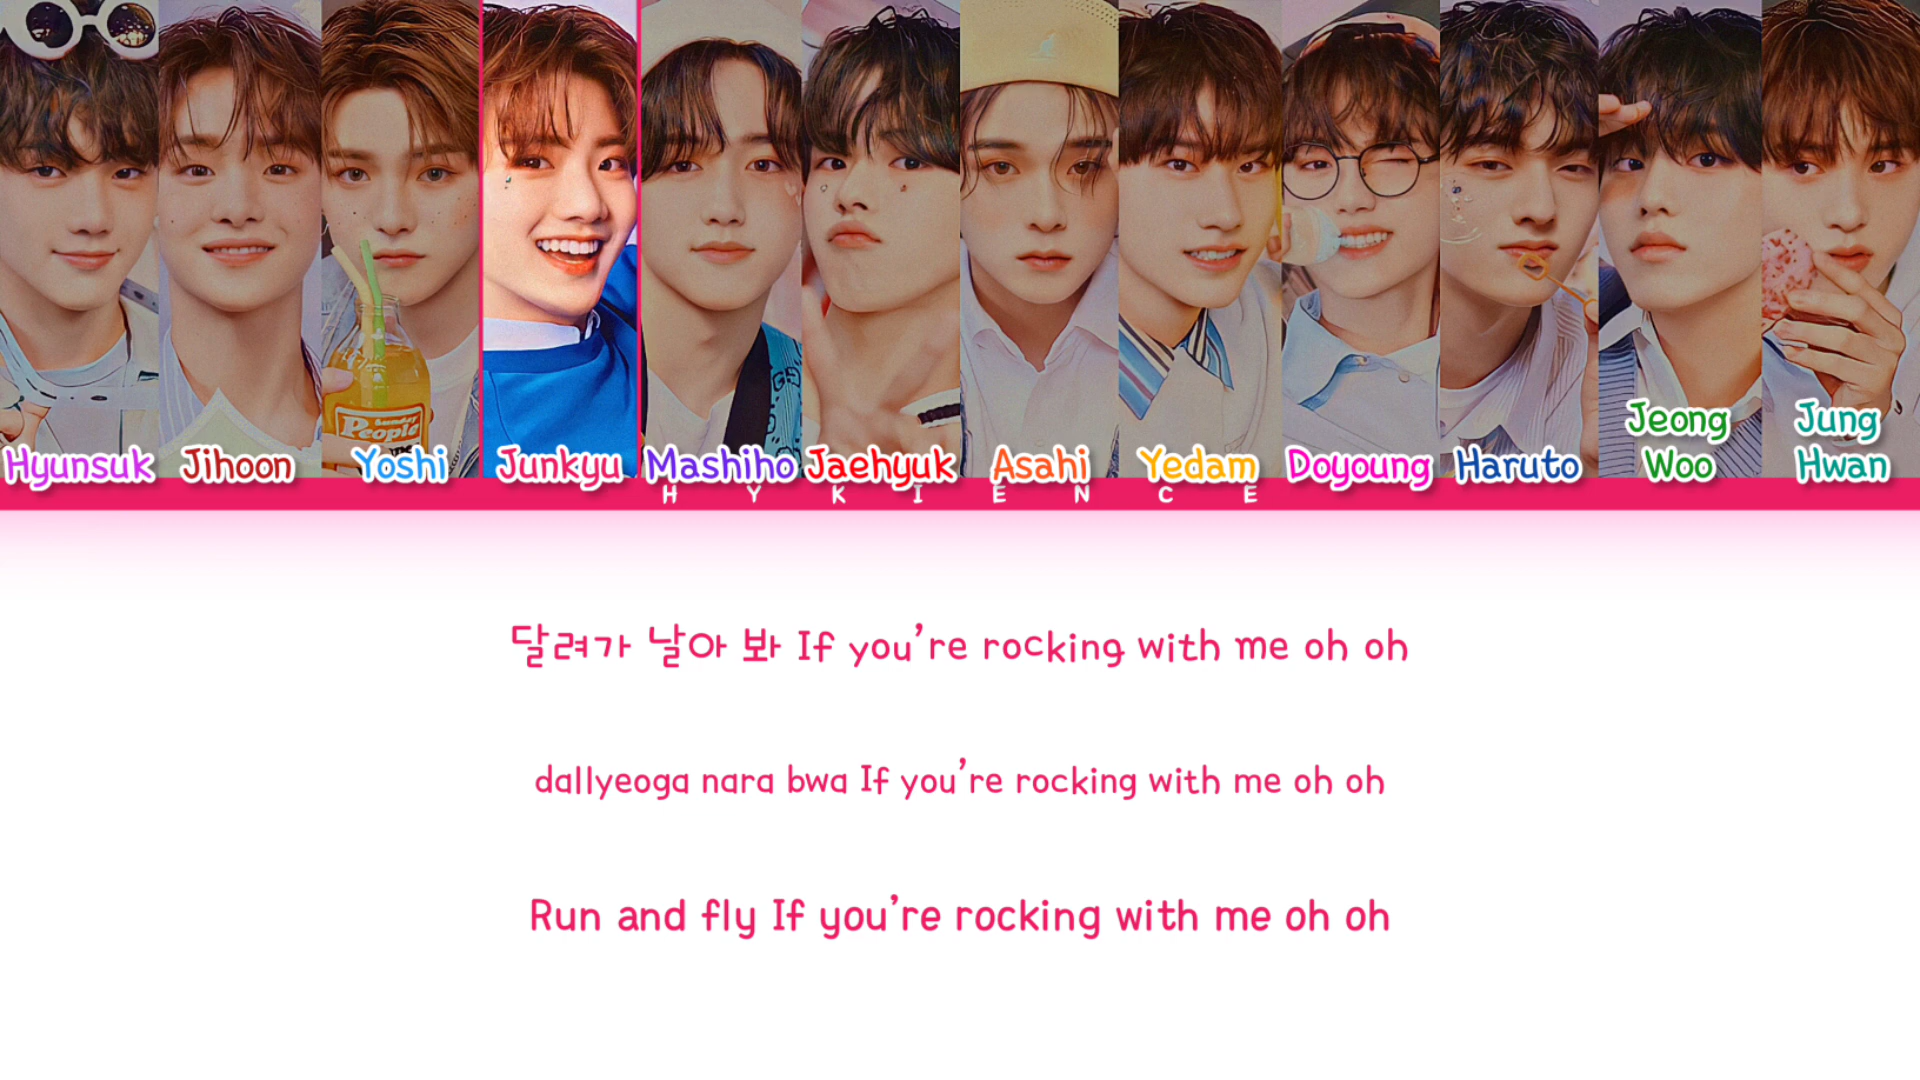 Hyunsuk Jihoon Yoshi Junkyu Mashiho Jaehyuk Asahi Yedam Doyoung Haruto Jeong Woo Jung Hwan
People
HYKIENCE
달려가 날아 봐 If you're rocking with me oh oh
dallyeoga nara bwa If you're rocking with me oh oh
Run and fly If you're rocking with me oh oh